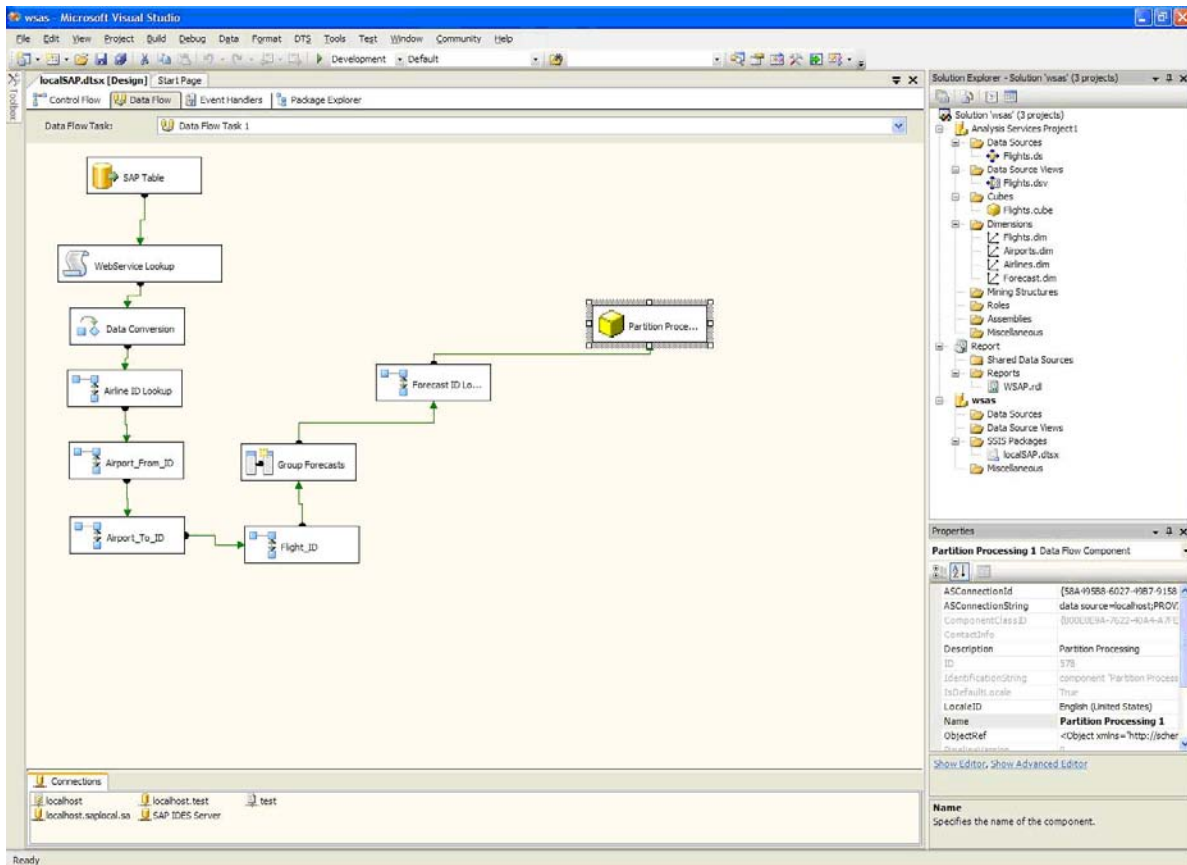 wsas - Microsoft Visual Studio
File Edit View Project Build Debug Data Format DTS Tools Test Window Community Help
Development Default
Toolbox
localSAP.dtsx [Design] Start Page
Control Flow Data Flow Event Handlers Package Explorer
Data Flow Task: Data Flow Task 1
SAP Table
WebService Lookup
Data Conversion
Airline ID Lookup
Airport_From_ID
Airport_To_ID
Flight_ID
Group Forecasts
Forecast ID Lo...
Partition Proce...
Connections
localhost localhost.test test
localhost.saplocal.sa SAP IDES Server
Ready
Solution Explorer - Solution 'wsas' (3 projects)
Solution 'wsas' (3 projects)
Analysis Services Project1
Data Sources
Flights.ds
Data Source Views
Flights.dsv
Cubes
Flights.cube
Dimensions
Flights.dim
Airports.dim
Airlines.dim
Forecast.dim
Mining Structures
Roles
Assemblies
Miscellaneous
Report
Shared Data Sources
Reports
WSAP.rdl
wsas
Data Sources
Data Source Views
SSIS Packages
localSAP.dtsx
Miscellaneous
Properties
Partition Processing 1 Data Flow Component
ASConnectionId
ASConnectionString data source=localhost;PROV
ComponentClassID
ContactInfo
Description Partition Processing
ID 578
IdentificationString component "Partition Process
IsDefaultLocale True
LocaleID English (United States)
Name Partition Processing 1
ObjectRef <Object xmlns="http://scher
Show Editor, Show Advanced Editor
Name
Specifies the name of the component.